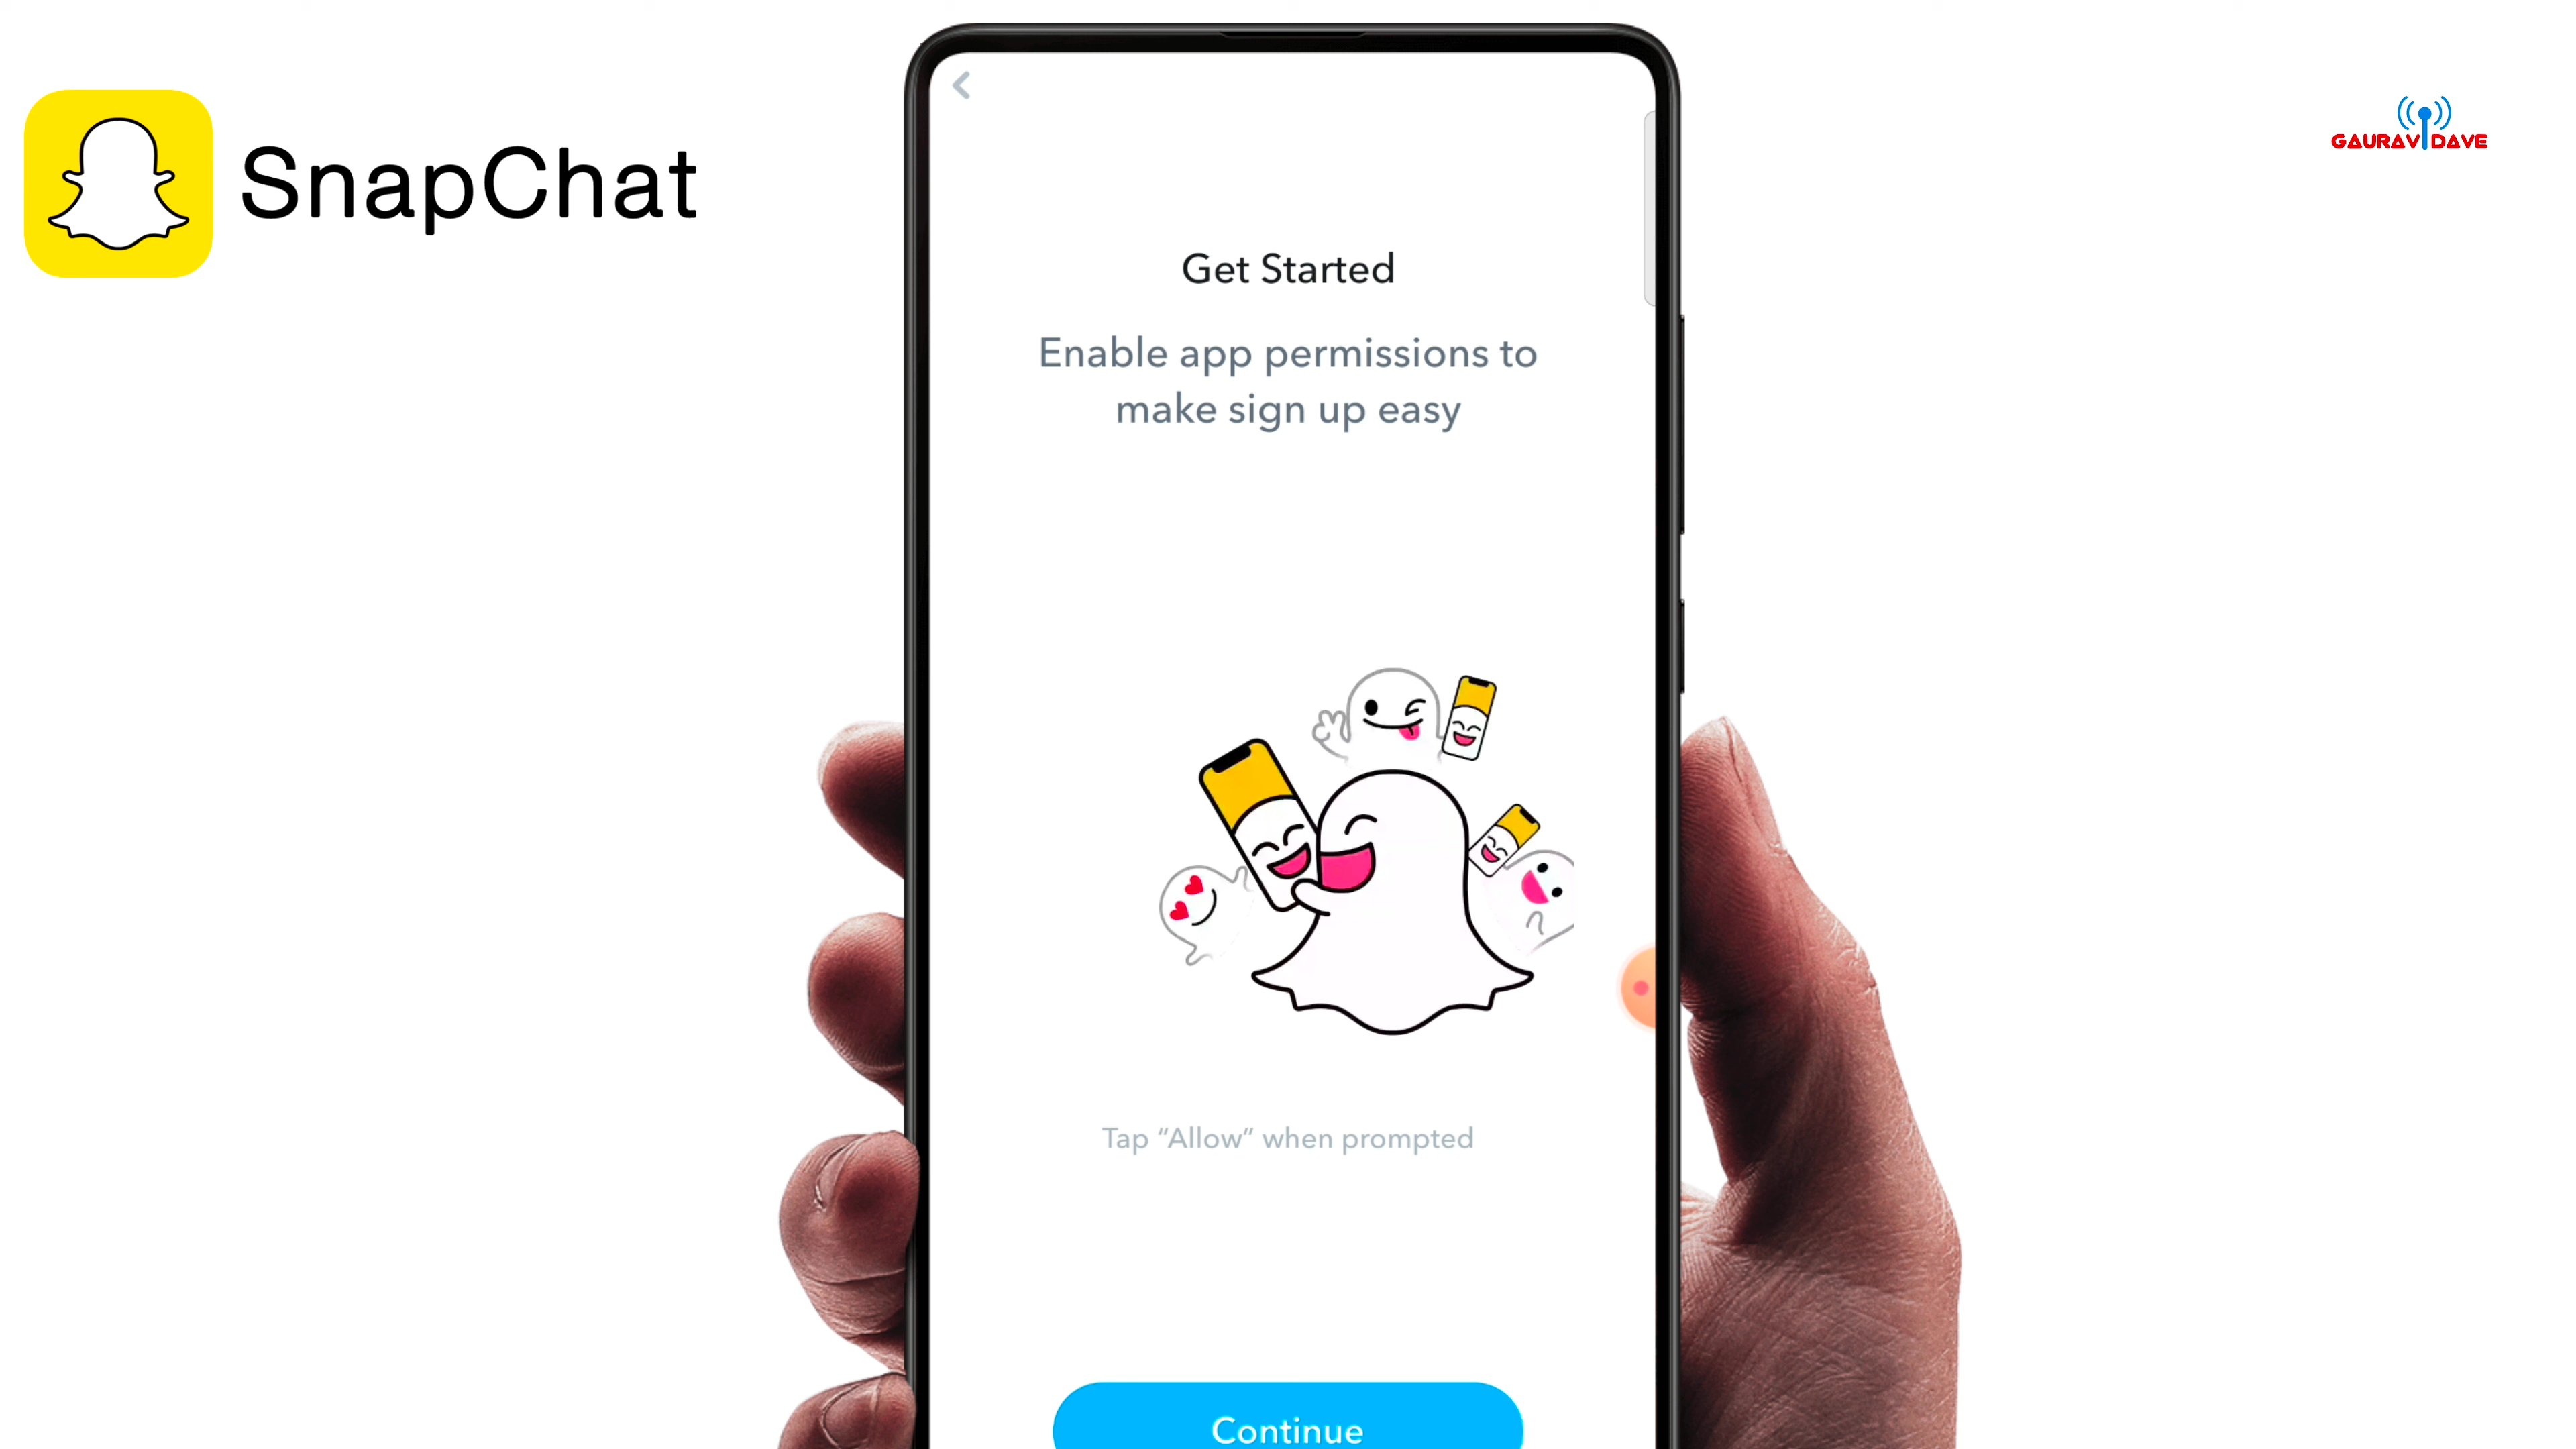 SnapChat
GAURAV DAVE
Get Started
Enable app permissions to
make sign up easy
Tap “Allow” when prompted
Continue